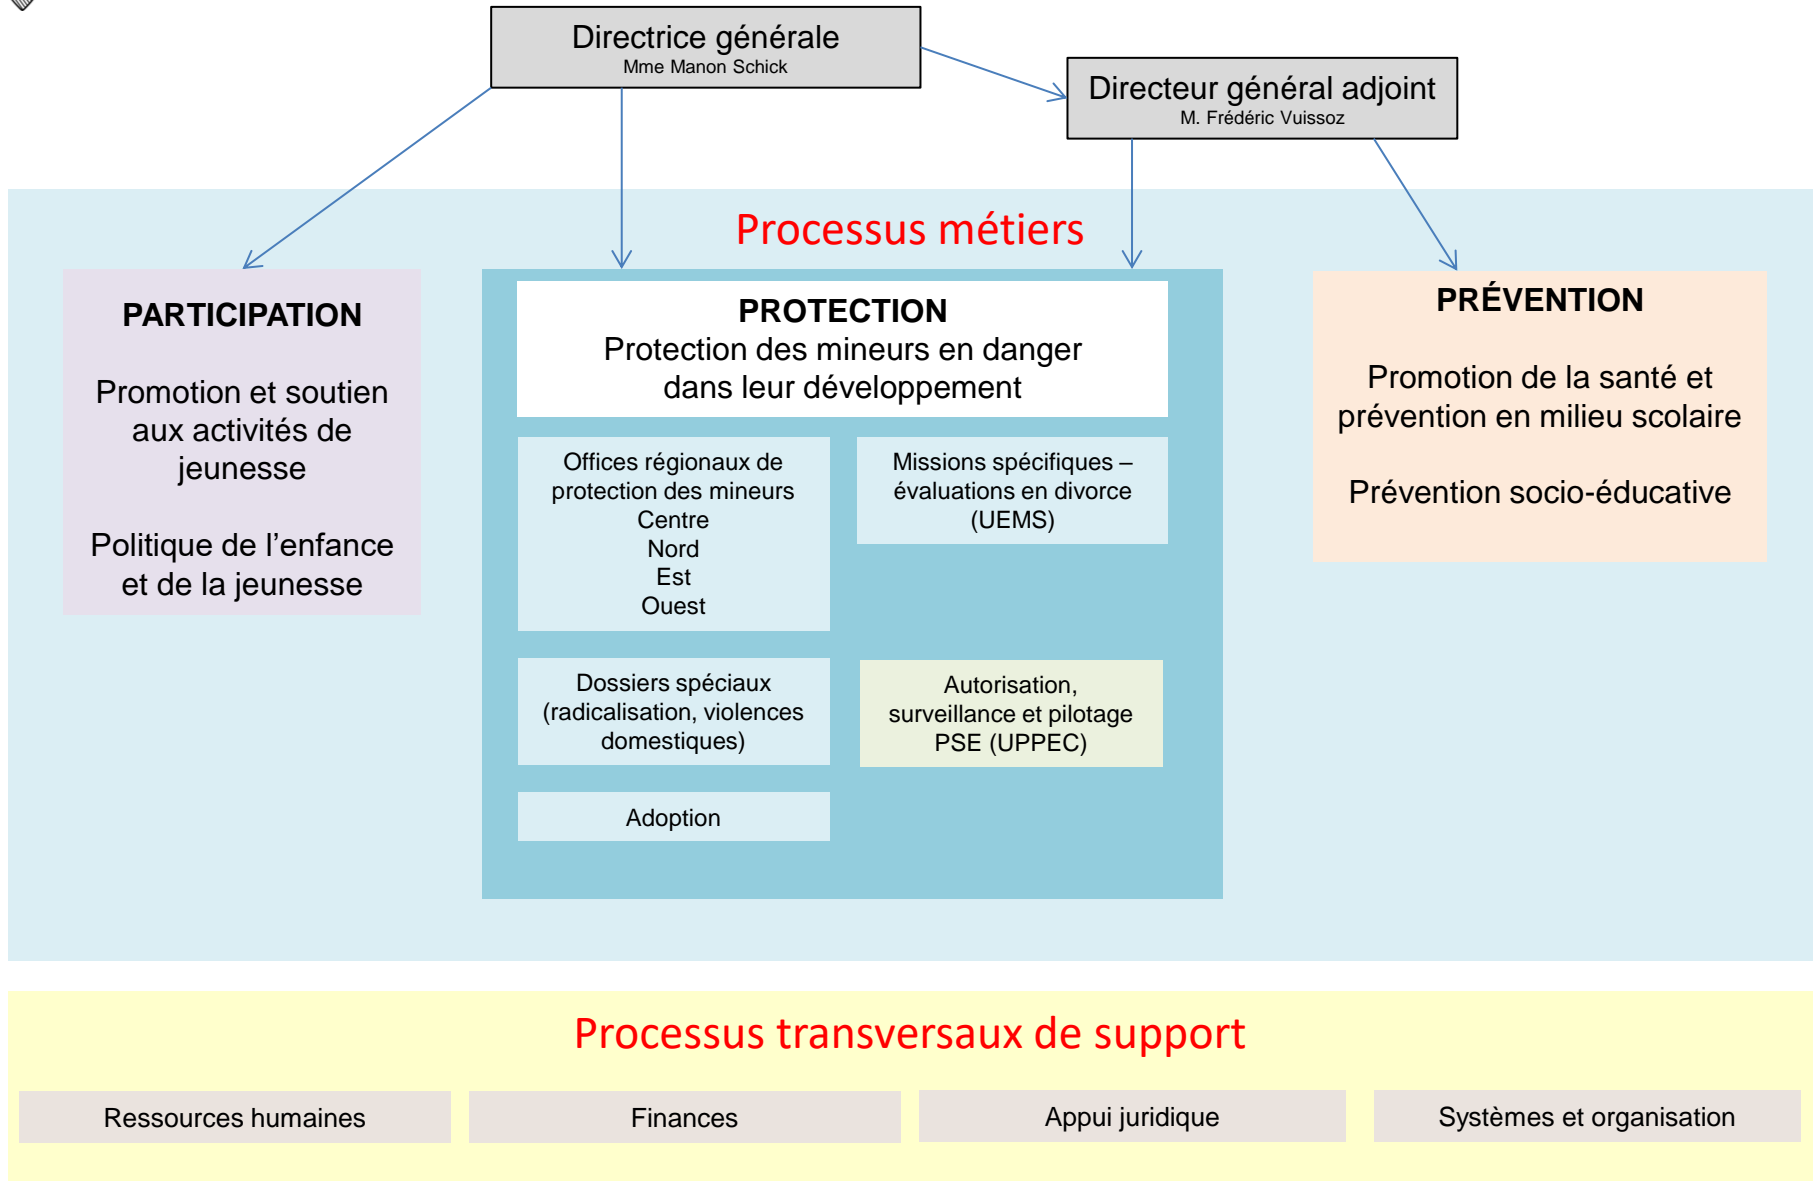 Directrice générale
Mme Manon Schick
Directeur général adjoint
M. Frédéric Vuissoz
Processus métiers
PARTICIPATION
Promotion et soutien
aux activités de
jeunesse
Politique de l’enfance
et de la jeunesse
PROTECTION
Protection des mineurs en danger
dans leur développement
Offices régionaux de
protection des mineurs
Centre
Nord
Est
Ouest
Missions spécifiques –
évaluations en divorce
(UEMS)
Dossiers spéciaux
(radicalisation, violences
domestiques)
Autorisation,
surveillance et pilotage
PSE (UPPEC)
Adoption
PRÉVENTION
Promotion de la santé et
prévention en milieu scolaire
Prévention socio-éducative
Processus transversaux de support
Ressources humaines
Finances
Appui juridique
Systèmes et organisation